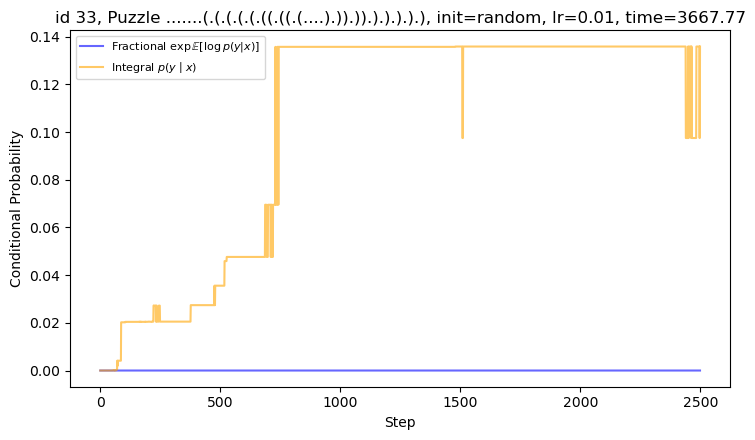 id 33, Puzzle .......(.(.(.(.(.((.((.(....).)).)).).).).).), init=random, lr=0.01, time=3667.77
Fractional exp𝔼[log p(y|x)]
Integral p(y | x)
Conditional Probability
0.14
0.12
0.10
0.08
0.06
0.04
0.02
0.00
0
500
1000
1500
2000
2500
Step